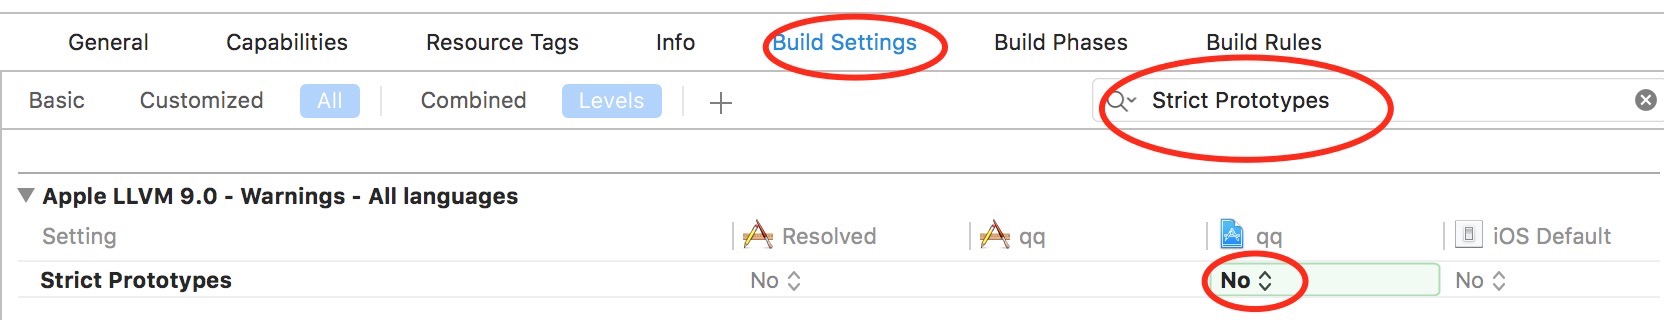 General Capabilities Resource Tags Info Build Settings Build Phases Build Rules
Basic Customized All Combined Levels + Strict Prototypes
Apple LLVM 9.0 - Warnings - All languages
Setting Resolved qq qq iOS Default
Strict Prototypes No No No